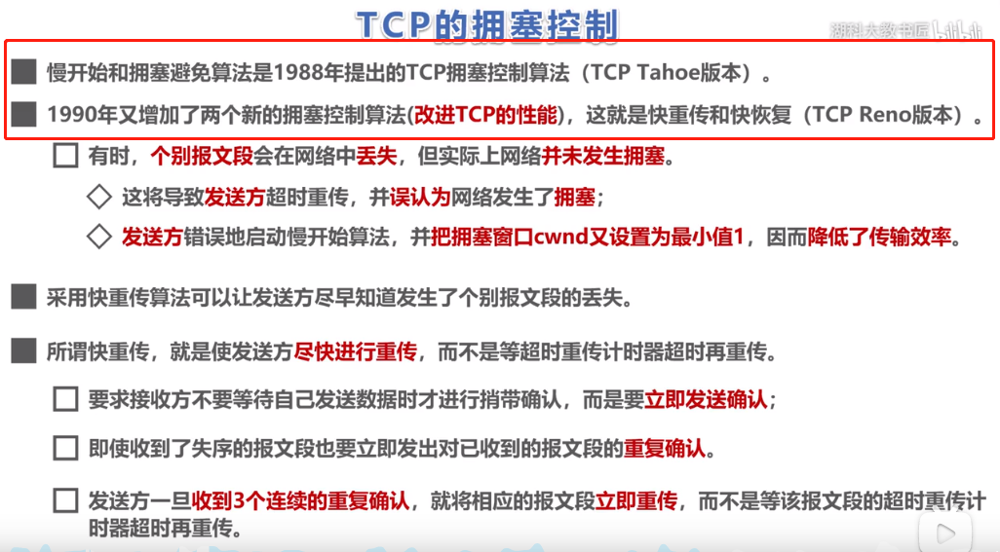 TCP的拥塞控制
湖科大教书匠 bilibili
慢开始和拥塞避免算法是1988年提出的TCP拥塞控制算法（TCP Tahoe版本）。
1990年又增加了两个新的拥塞控制算法(改进TCP的性能)，这就是快重传和快恢复（TCP Reno版本）。
有时，个别报文段会在网络中丢失，但实际上网络并未发生拥塞。
这将导致发送方超时重传，并误认为网络发生了拥塞；
发送方错误地启动慢开始算法，并把拥塞窗口cwnd又设置为最小值1，因而降低了传输效率。
采用快重传算法可以让发送方尽早知道发生了个别报文段的丢失。
所谓快重传，就是使发送方尽快进行重传，而不是等超时重传计时器超时再重传。
要求接收方不要等待自己发送数据时才进行捎带确认，而是要立即发送确认；
即使收到了失序的报文段也要立即发出对已收到的报文段的重复确认。
发送方一旦收到3个连续的重复确认，就将相应的报文段立即重传，而不是等该报文段的超时重传计
时器超时再重传。